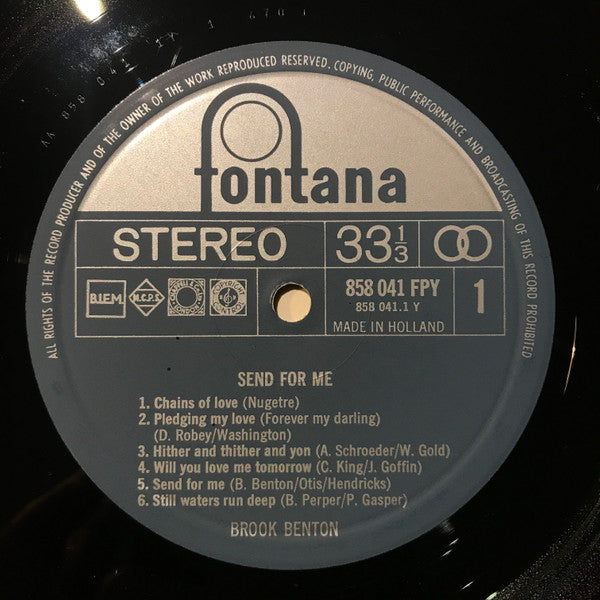 ALL RIGHTS OF THE RECORD PRODUCER AND OF THE OWNER OF THE WORK REPRODUCED RESERVED. COPYING, PUBLIC PERFORMANCE AND BROADCASTING OF THIS RECORD PROHIBITED
fontana
STEREO 33⅓
B.I.E.M. M.C.P.S. 858 041 FPY 1
858 041.1 Y
MADE IN HOLLAND
SEND FOR ME
1. Chains of love (Nugetre)
2. Pledging my love (Forever my darling)
(D. Robey/Washington)
3. Hither and thither and yon (A. Schroeder/W. Gold)
4. Will you love me tomorrow (C. King/J. Goffin)
5. Send for me (B. Benton/Otis/Hendricks)
6. Still waters run deep (B. Perper/P. Gasper)
BROOK BENTON